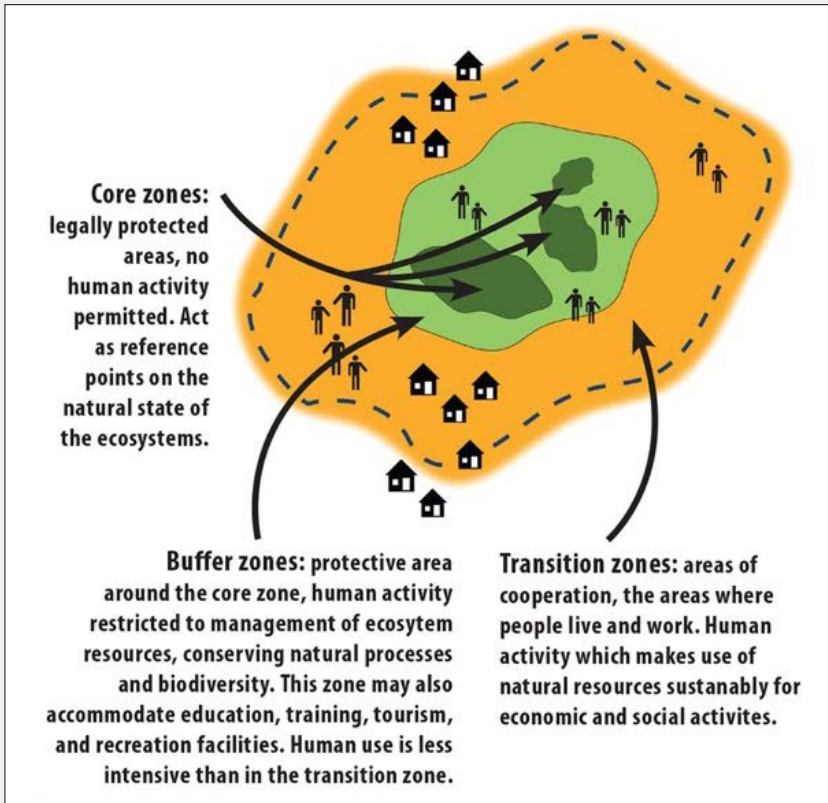 Core zones:
legally protected
areas, no
human activity
permitted. Act
as reference
points on the
natural state of
the ecosystems.
Buffer zones: protective area
around the core zone, human activity
restricted to management of ecosytem
resources, conserving natural processes
and biodiversity. This zone may also
accommodate education, training, tourism,
and recreation facilities. Human use is less
intensive than in the transition zone.
Transition zones: areas of
cooperation, the areas where
people live and work. Human
activity which makes use of
natural resources sustanably for
economic and social activites.